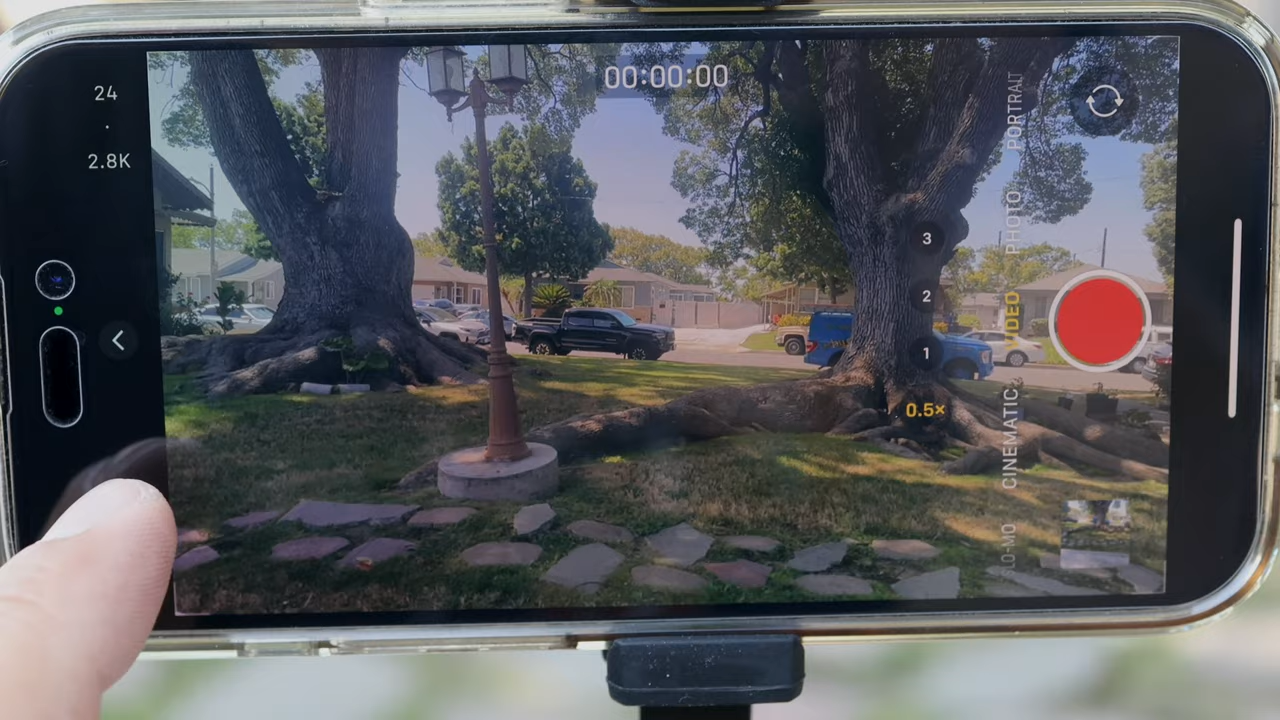 24
·
2.8K
00:00:00
3
2
1
0.5×
PORTRAIT
PHOTO
VIDEO
CINEMATIC
LO-MO